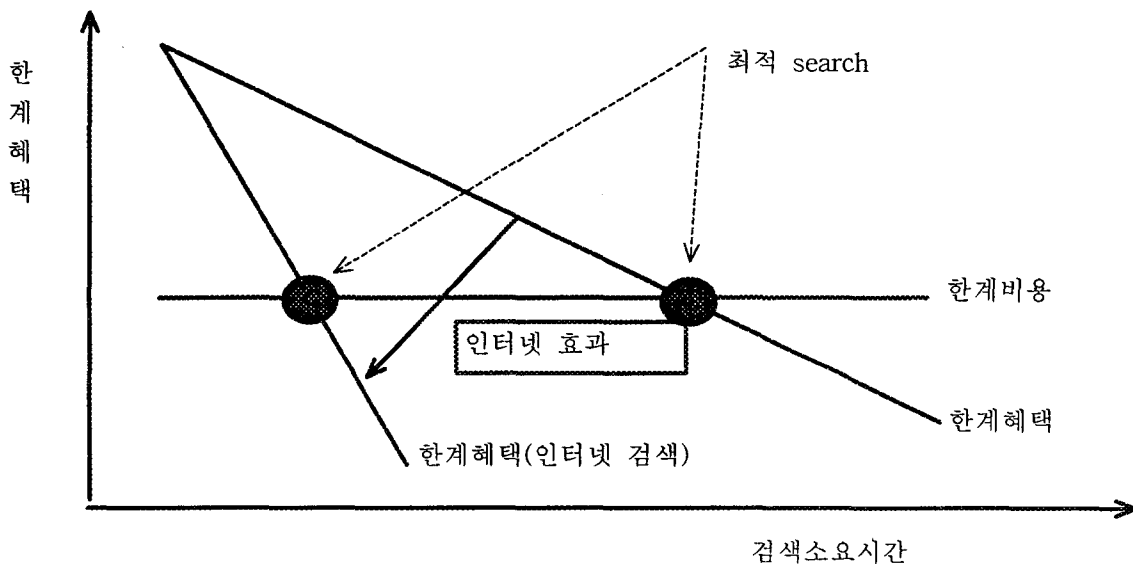 한계혜택
최적 search
한계비용
인터넷 효과
한계혜택
한계혜택(인터넷 검색)
검색소요시간